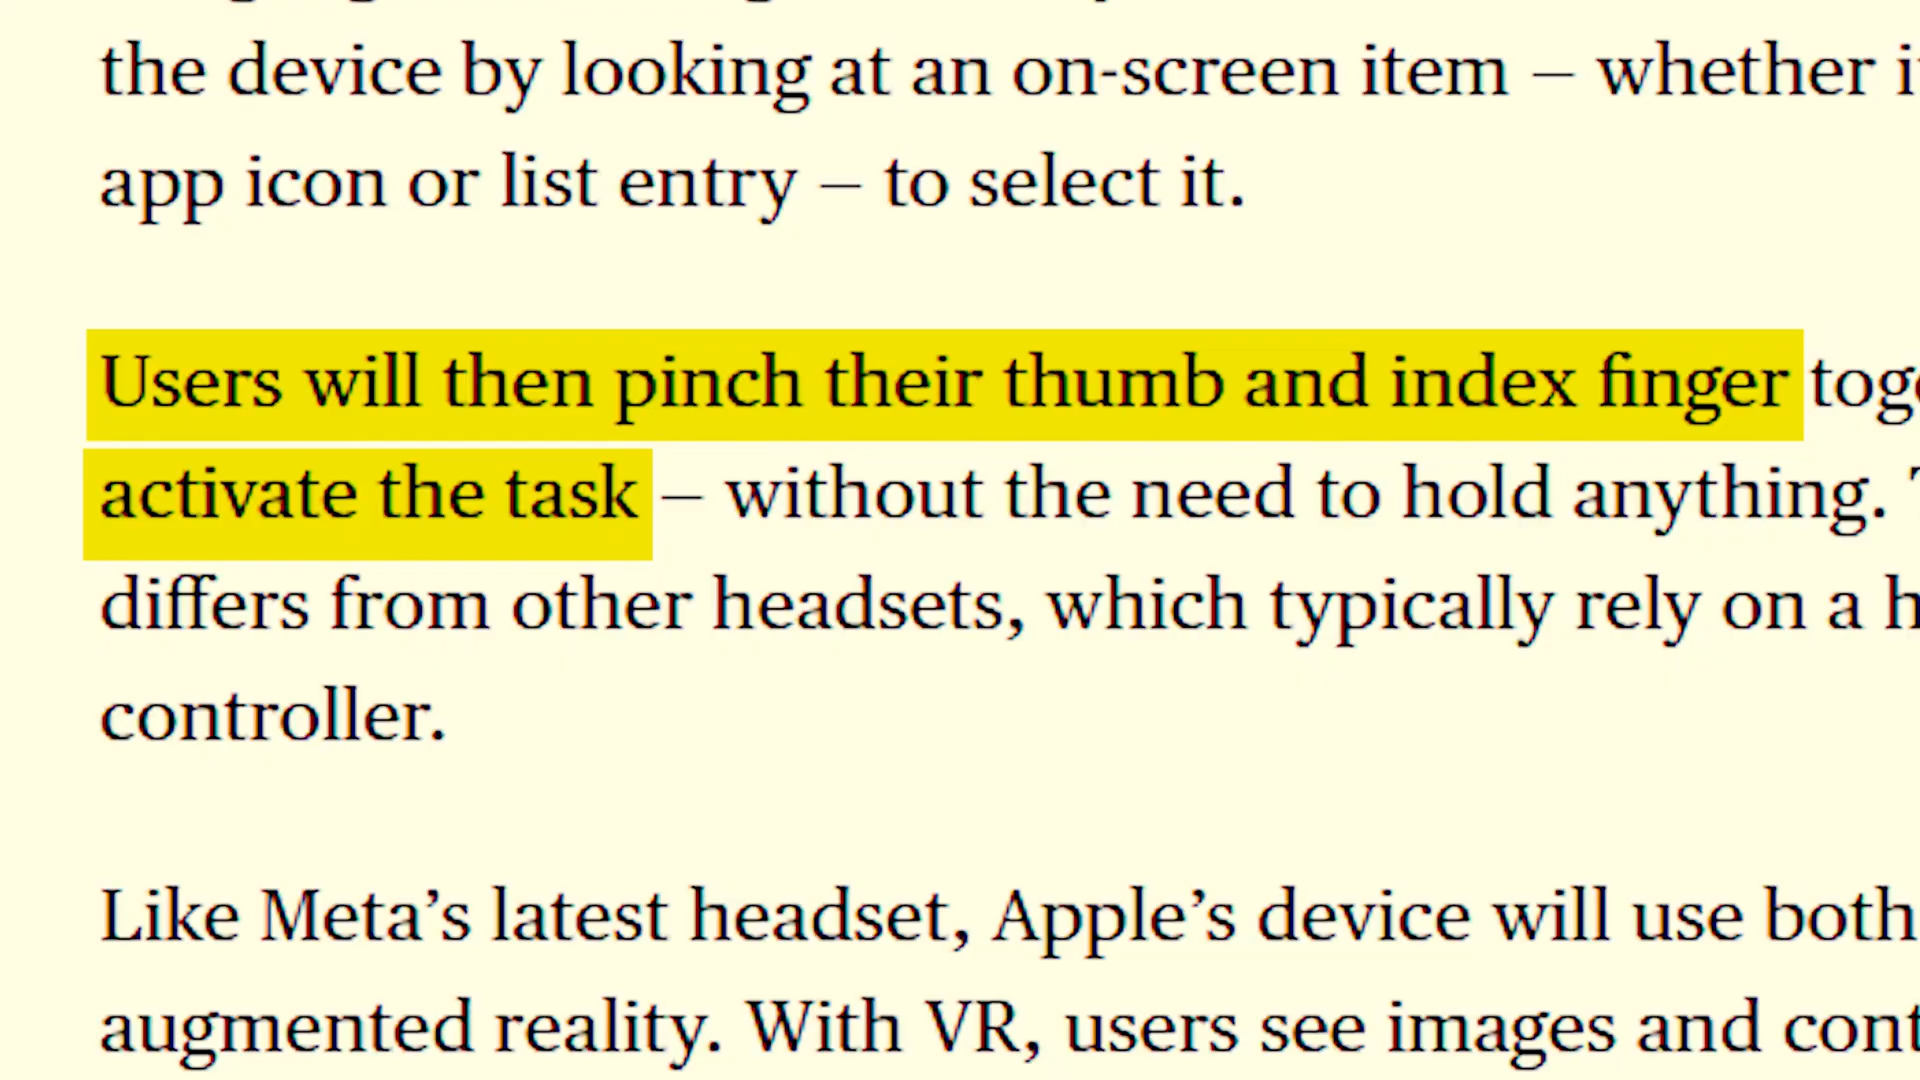 the device by looking at an on-screen item – whether
app icon or list entry – to select it.
Users will then pinch their thumb and index finger
activate the task – without the need to hold anything.
differs from other headsets, which typically rely on a
controller.
Like Meta’s latest headset, Apple’s device will use both
augmented reality. With VR, users see images and